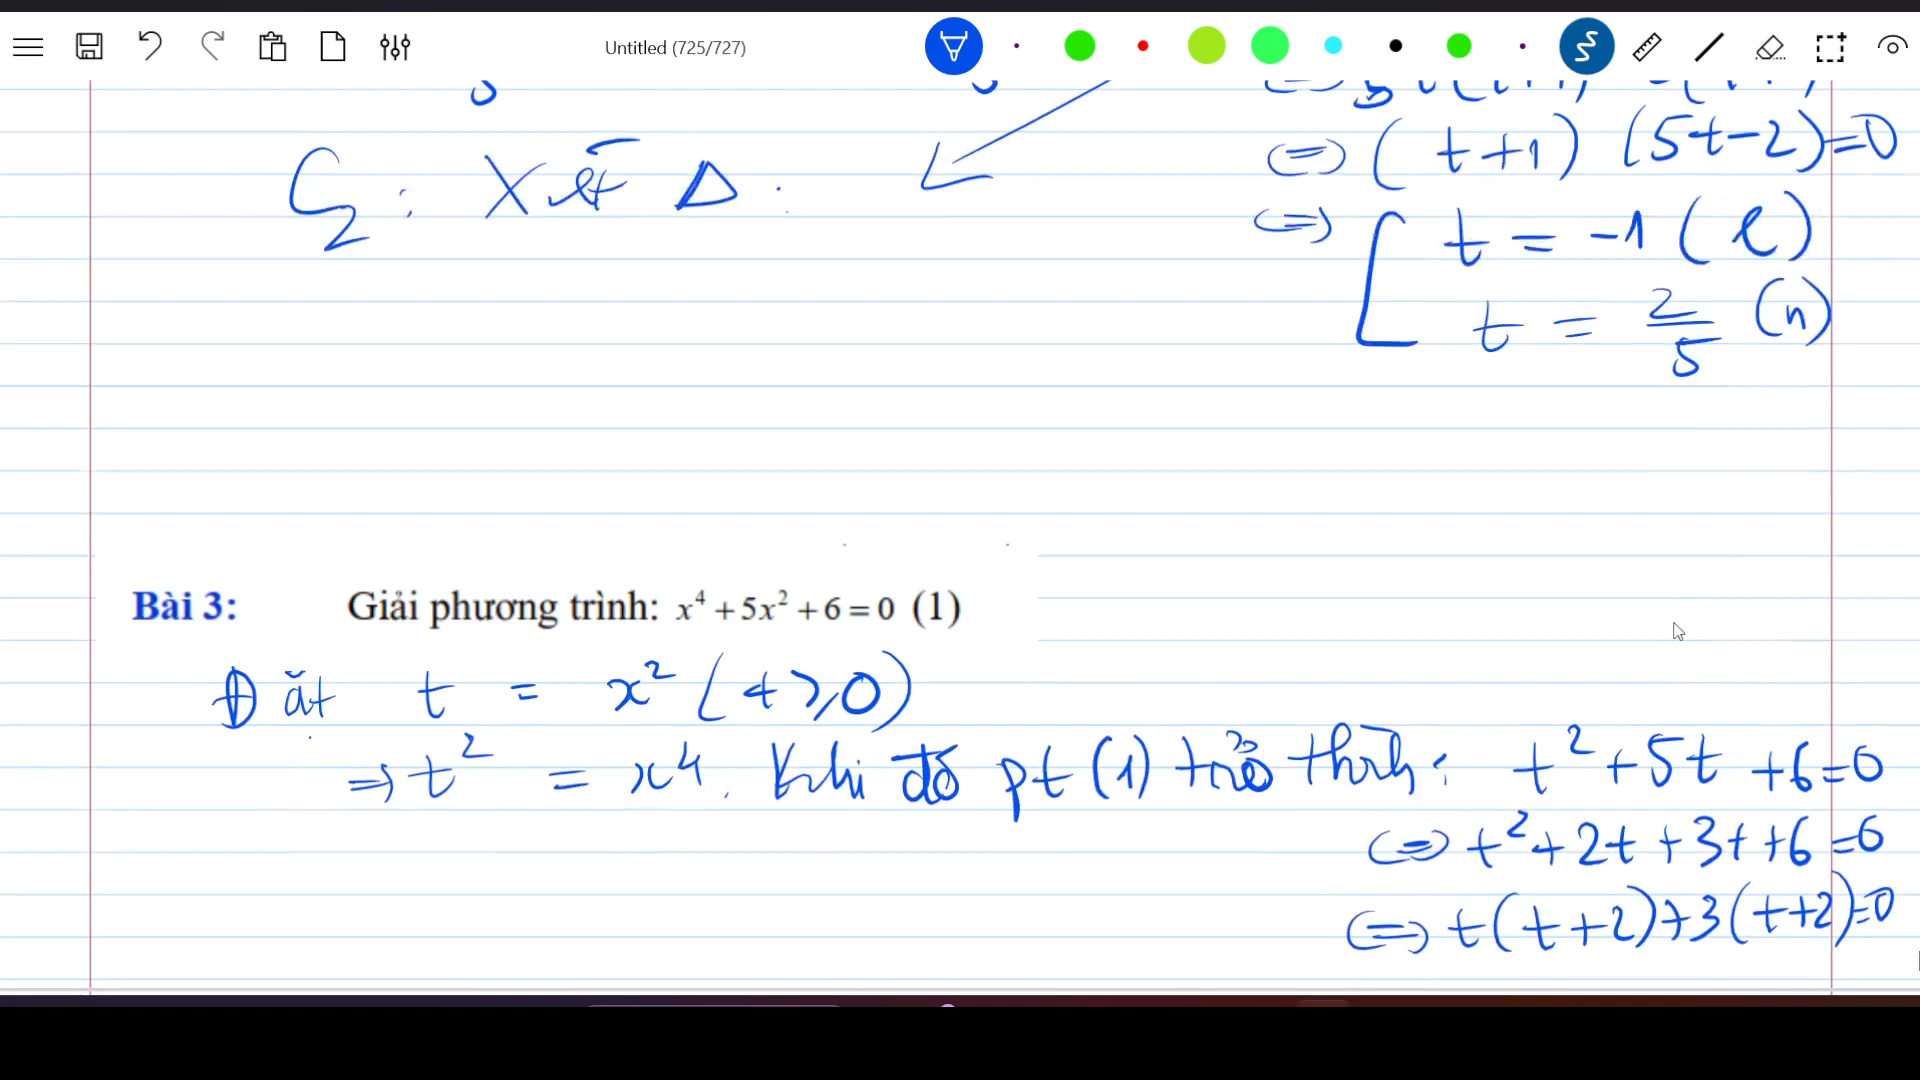 Untitled (725/727)
⇔ (t+1) (5t-2)=0
C2: Xét Δ.
⇔ [ t = -1 (l)
t = 2/5 (n)
Bài 3: Giải phương trình: x⁴ + 5x² + 6 = 0 (1)
Đặt t = x² (t ≥ 0)
⇒ t² = x⁴. Khi đó pt (1) trở thành: t² + 5t + 6 = 0
⇔ t² + 2t + 3t + 6 = 0
⇔ t(t+2)+3(t+2)=0